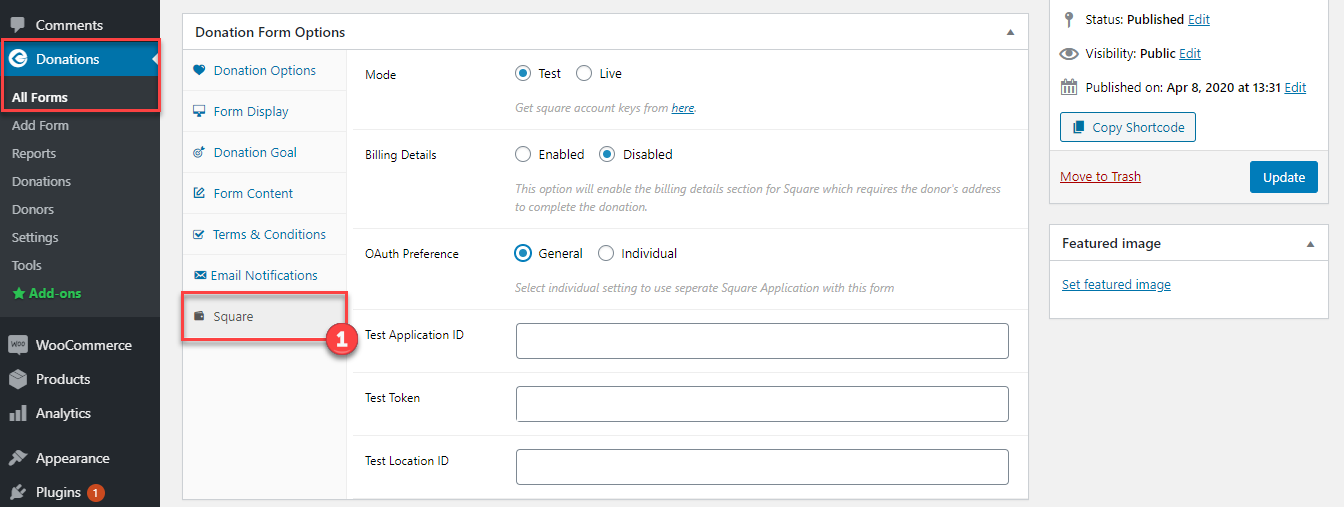 Comments
Donations
All Forms
Add Form
Reports
Donations
Donors
Settings
Tools
Add-ons
WOO
WooCommerce
Products
Analytics
Appearance
Plugins 1
Donation Form Options
Donation Options
Form Display
Donation Goal
Form Content
Terms & Conditions
Email Notifications
Square
1
Mode
Test Live
Get square account keys from here.
Billing Details
Enabled Disabled
This option will enable the billing details section for Square which requires the donor's address
to complete the donation.
OAuth Preference
General Individual
Select individual setting to use seperate Square Application with this form
Test Application ID
Test Token
Test Location ID
Status: Published Edit
Visibility: Public Edit
Published on: Apr 8, 2020 at 13:31 Edit
Copy Shortcode
Move to Trash
Update
Featured image
Set featured image